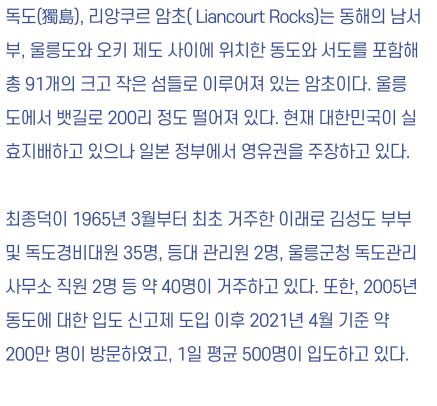 독도(獨島), 리앙쿠르 암초( Liancourt Rocks)는 동해의 남서
부, 울릉도와 오키 제도 사이에 위치한 동도와 서도를 포함해
총 91개의 크고 작은 섬들로 이루어져 있는 암초이다. 울릉
도에서 뱃길로 200리 정도 떨어져 있다. 현재 대한민국이 실
효지배하고 있으나 일본 정부에서 영유권을 주장하고 있다.

최종덕이 1965년 3월부터 최초 거주한 이래로 김성도 부부
및 독도경비대원 35명, 등대 관리원 2명, 울릉군청 독도관리
사무소 직원 2명 등 약 40명이 거주하고 있다. 또한, 2005년
동도에 대한 입도 신고제 도입 이후 2021년 4월 기준 약
200만 명이 방문하였고, 1일 평균 500명이 입도하고 있다.